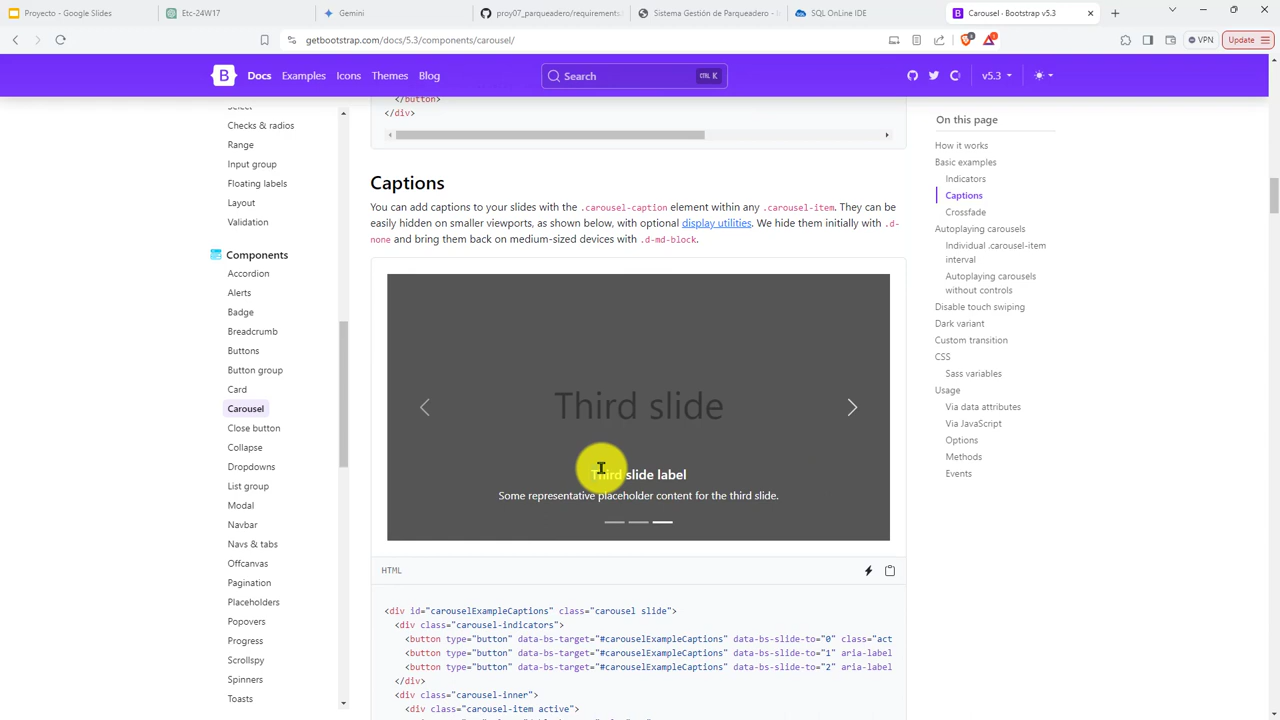 Proyecto - Google Slides
Etc-24W17
Gemini
proy07_parqueadero/requirements.
Sistema Gestión de Parqueadero - I
SQL OnLine IDE
Carousel · Bootstrap v5.3
getbootstrap.com/docs/5.3/components/carousel/
VPN
Update
B
Docs
Examples
Icons
Themes
Blog
Search
CTRL K
v5.3
Select
Checks & radios
Range
Input group
Floating labels
Layout
Validation
Components
Accordion
Alerts
Badge
Breadcrumb
Buttons
Button group
Card
Carousel
Close button
Collapse
Dropdowns
List group
Modal
Navbar
Navs & tabs
Offcanvas
Pagination
Placeholders
Popovers
Progress
Scrollspy
Spinners
Toasts
</button>
</div>
Captions
You can add captions to your slides with the .carousel-caption element within any .carousel-item. They can be
easily hidden on smaller viewports, as shown below, with optional display utilities. We hide them initially with .d-
none and bring them back on medium-sized devices with .d-md-block.
Third slide
Third slide label
Some representative placeholder content for the third slide.
HTML
<div id="carouselExampleCaptions" class="carousel slide">
<div class="carousel-indicators">
<button type="button" data-bs-target="#carouselExampleCaptions" data-bs-slide-to="0" class="act
<button type="button" data-bs-target="#carouselExampleCaptions" data-bs-slide-to="1" aria-label
<button type="button" data-bs-target="#carouselExampleCaptions" data-bs-slide-to="2" aria-label
</div>
<div class="carousel-inner">
<div class="carousel-item active">
On this page
How it works
Basic examples
Indicators
Captions
Crossfade
Autoplaying carousels
Individual .carousel-item
interval
Autoplaying carousels
without controls
Disable touch swiping
Dark variant
Custom transition
CSS
Sass variables
Usage
Via data attributes
Via JavaScript
Options
Methods
Events